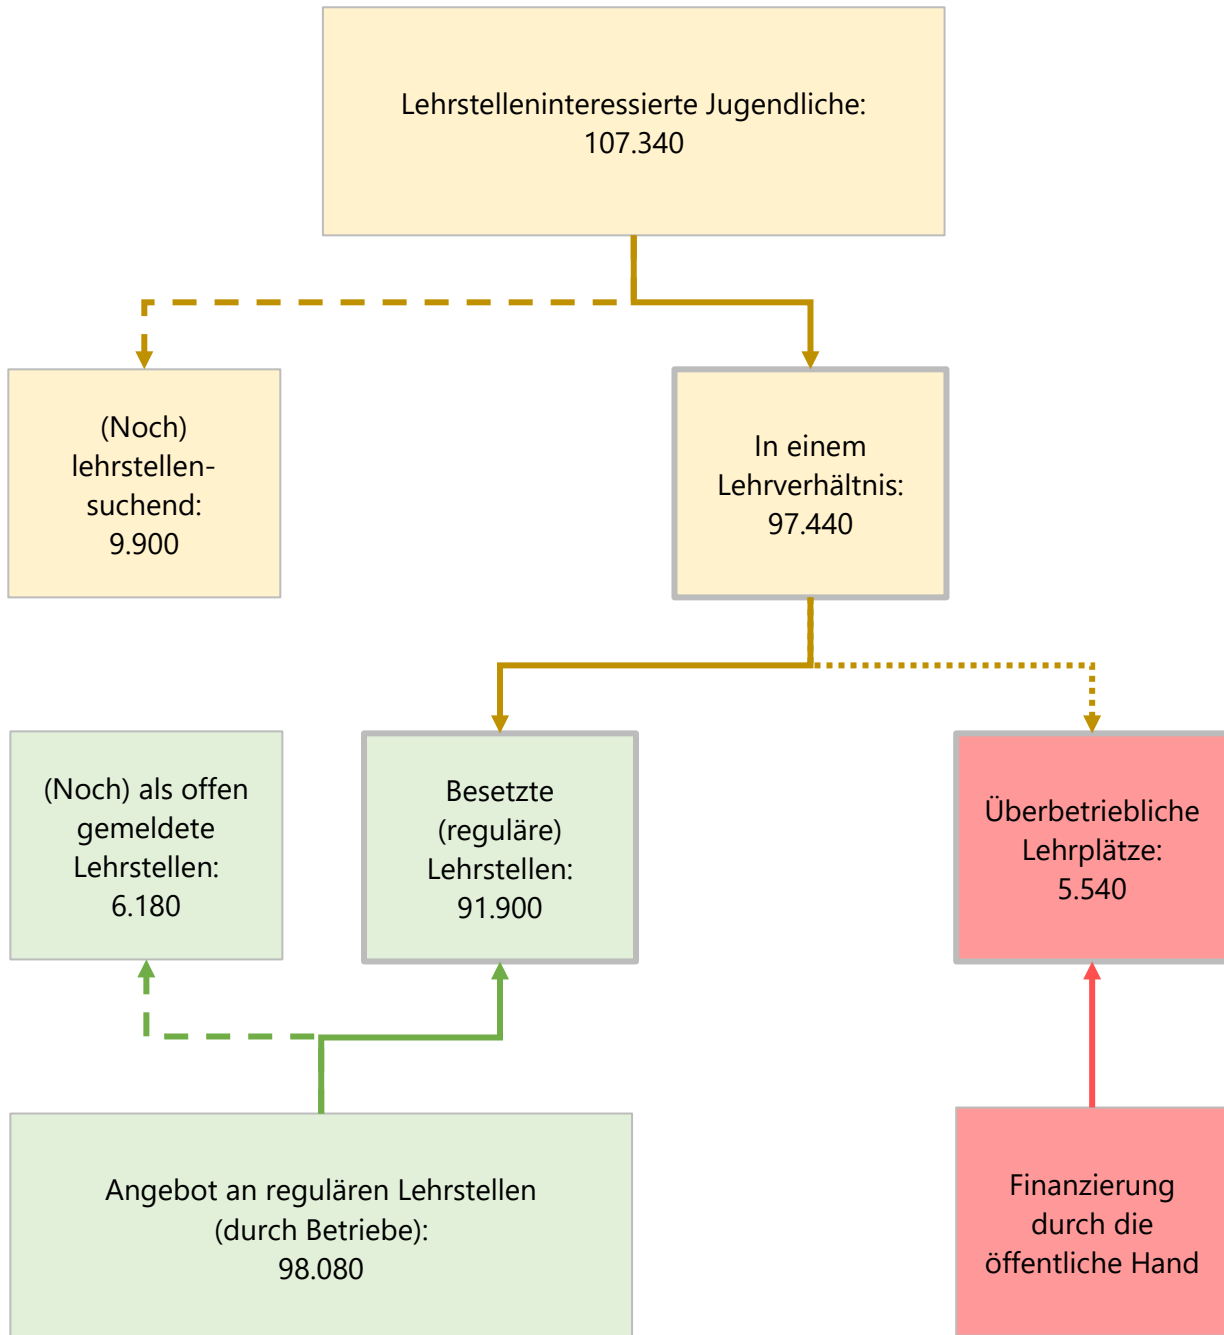 Lehrstelleninteressierte Jugendliche:
107.340
(Noch)
lehrstellen-
suchend:
9.900
In einem
Lehrverhältnis:
97.440
(Noch) als offen
gemeldete
Lehrstellen:
6.180
Besetzte
(reguläre)
Lehrstellen:
91.900
Überbetriebliche
Lehrplätze:
5.540
Angebot an regulären Lehrstellen
(durch Betriebe):
98.080
Finanzierung
durch die
öffentliche Hand